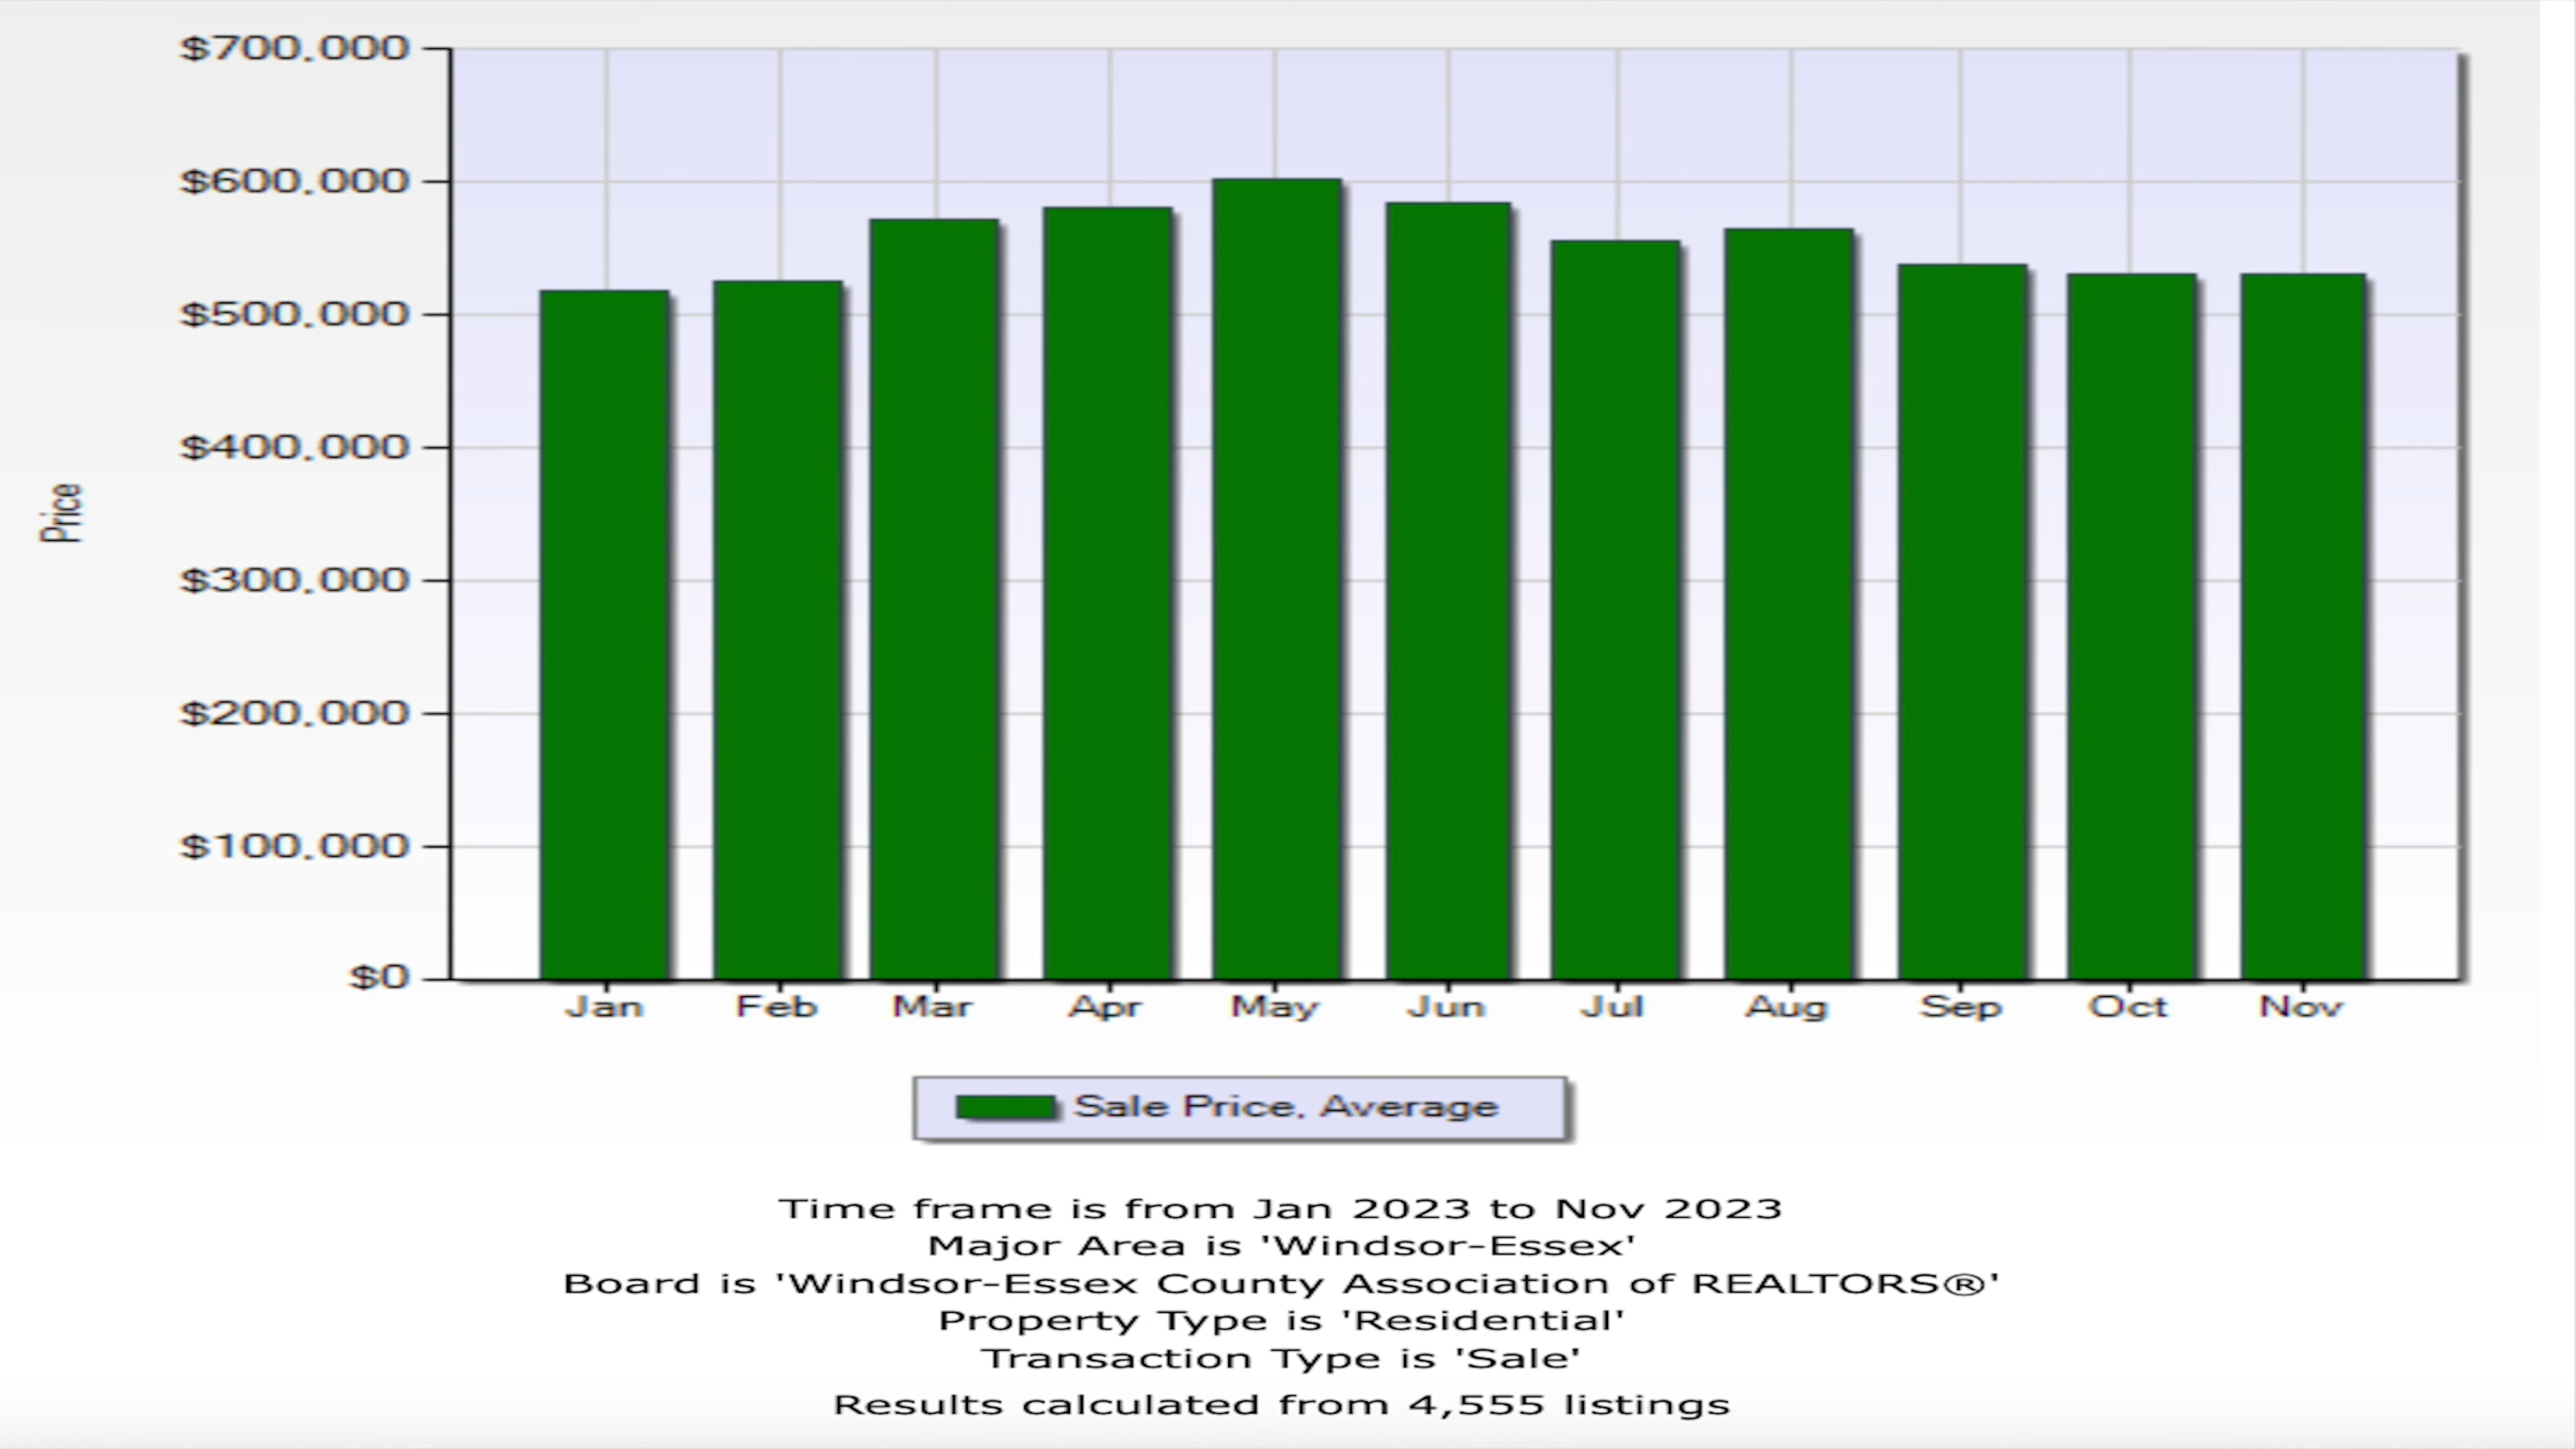 $700,000
$600,000
$500,000
$400,000
$300,000
$200,000
$100,000
$0
Price
Jan Feb Mar Apr May Jun Jul Aug Sep Oct Nov
Sale Price, Average
Time frame is from Jan 2023 to Nov 2023
Major Area is 'Windsor-Essex'
Board is 'Windsor-Essex County Association of REALTORS®'
Property Type is 'Residential'
Transaction Type is 'Sale'
Results calculated from 4,555 listings